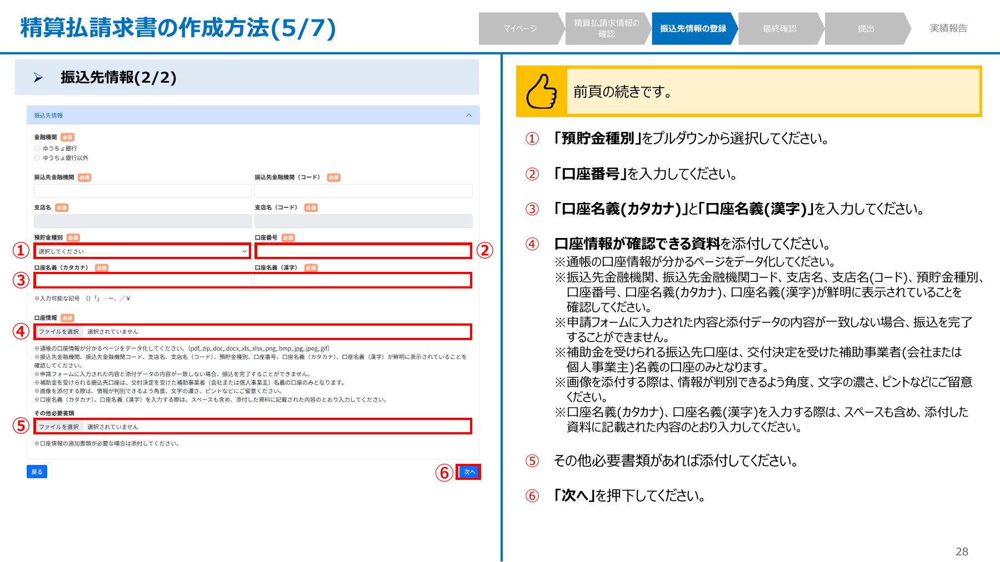 精算払請求書の作成方法(5/7)
マイページ
精算払請求情報の
確認
振込先情報の登録
最終確認
提出
実績報告
➢ 振込先情報(2/2)
振込先情報
金融機関 必須
ゆうちょ銀行
ゆうちょ銀行以外
振込先金融機関 必須 振込先金融機関（コード） 必須
支店名 必須 支店名（コード） 必須
預貯金種別 必須 口座番号 必須
① 選択してください ②
口座名義（カタカナ） 必須 口座名義（漢字） 必須
③
※入力可能な記号 （）「」‐ー．／￥
口座情報 必須
④ ファイルを選択 選択されていません
※通帳の口座情報が分かるページをデータ化してください。（pdf,.zip,.doc,.docx,.xls,.xlsx,.png,.bmp,.jpg,.jpeg,.gif）
※振込先金融機関、振込先金融機関コード、支店名、支店名（コード）、預貯金種別、口座番号、口座名義（カタカナ）、口座名義（漢字）が鮮明に表示されていることを
確認してください。
※申請フォームに入力された内容と添付データの内容が一致しない場合、振込を完了することができません。
※補助金を受けられる振込先口座は、交付決定を受けた補助事業者（会社または個人事業主）名義の口座のみとなります。
※画像を添付する際は、情報が判別できるよう角度、文字の濃さ、ピントなどにご留意ください。
※口座名義（カタカナ）、口座名義（漢字）を入力する際は、スペースも含め、添付した資料に記載された内容のとおり入力してください。
その他必要書類
⑤ ファイルを選択 選択されていません
※口座情報の追加書類が必要な場合は添付してください。
戻る ⑥ 次へ
前頁の続きです。
① 「預貯金種別」をプルダウンから選択してください。
② 「口座番号」を入力してください。
③ 「口座名義(カタカナ)」と「口座名義(漢字)」を入力してください。
④ 口座情報が確認できる資料を添付してください。
※通帳の口座情報が分かるページをデータ化してください。
※振込先金融機関、振込先金融機関コード、支店名、支店名(コード)、預貯金種別、
口座番号、口座名義(カタカナ)、口座名義(漢字)が鮮明に表示されていることを
確認してください。
※申請フォームに入力された内容と添付データの内容が一致しない場合、振込を完了
することができません。
※補助金を受けられる振込先口座は、交付決定を受けた補助事業者(会社または
個人事業主)名義の口座のみとなります。
※画像を添付する際は、情報が判別できるよう角度、文字の濃さ、ピントなどにご留意
ください。
※口座名義(カタカナ)、口座名義(漢字)を入力する際は、スペースも含め、添付した
資料に記載された内容のとおり入力してください。
⑤ その他必要書類があれば添付してください。
⑥ 「次へ」を押下してください。
28